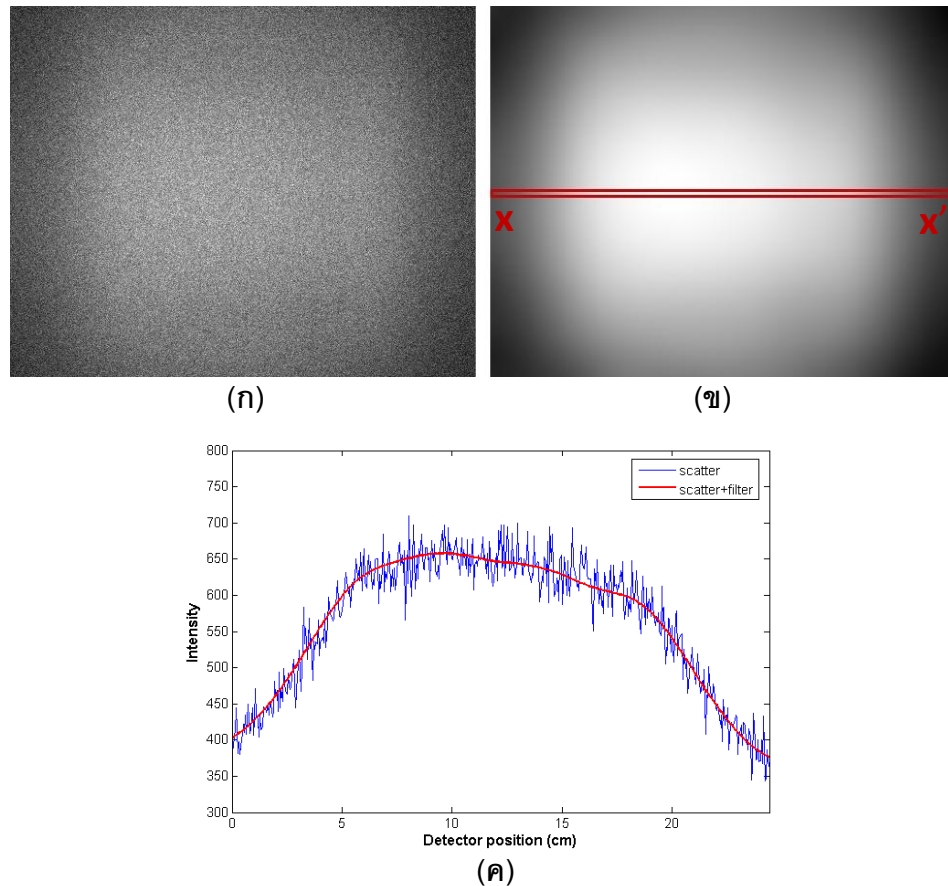 x x′
(ก) (ข)
800
750
700
650
600
550
500
450
400
350
300
Intensity
scatter
scatter+filter
0 5 10 15 20
Detector position (cm)
(ค)